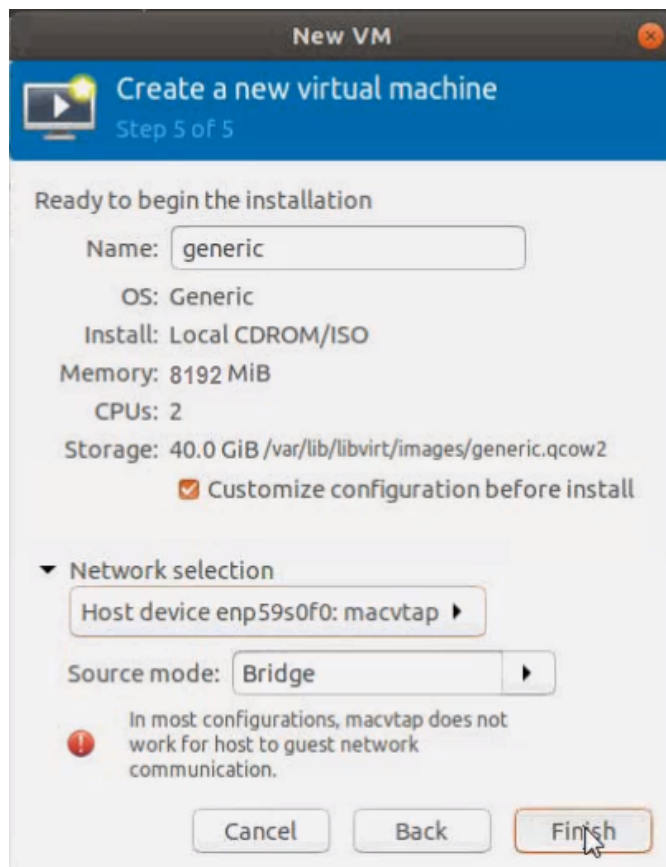 New VM
Create a new virtual machine
Step 5 of 5
Ready to begin the installation
Name: generic
OS: Generic
Install: Local CDROM/ISO
Memory: 8192 MiB
CPUs: 2
Storage: 40.0 GiB /var/lib/libvirt/images/generic.qcow2
Customize configuration before install
Network selection
Host device enp59s0f0: macvtap
Source mode: Bridge
In most configurations, macvtap does not
work for host to guest network
communication.
Cancel Back Finish